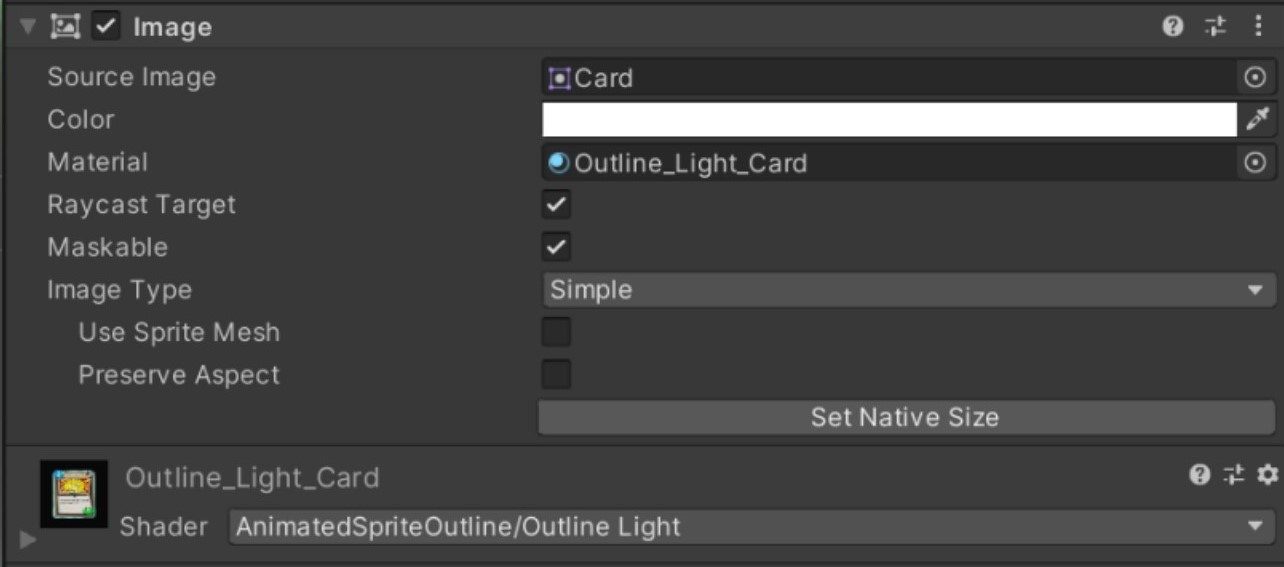 Image
Source Image Card
Color
Material Outline_Light_Card
Raycast Target
Maskable
Image Type Simple
Use Sprite Mesh
Preserve Aspect
Set Native Size
Outline_Light_Card
Shader AnimatedSpriteOutline/Outline Light